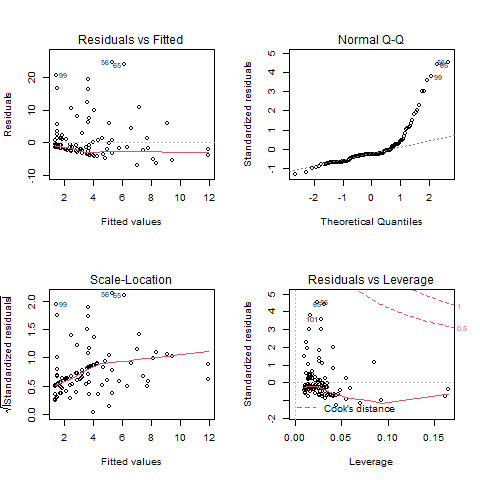 Residuals vs Fitted
Residuals
-10 0 10 20
56
65
99
2 4 6 8 10 12
Fitted values
Normal Q-Q
Standardized residuals
-1 0 1 2 3 4 5
56
65
99
-2 -1 0 1 2
Theoretical Quantiles
Scale-Location
√|Standardized residuals|
0.0 0.5 1.0 1.5 2.0
56
65
99
2 4 6 8 10 12
Fitted values
Residuals vs Leverage
Standardized residuals
-2 0 1 2 3 4 5
65
56
101
1
0.5
Cook's distance
0.00 0.05 0.10 0.15
Leverage